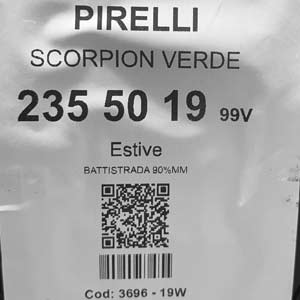 PIRELLI
SCORPION VERDE
235 50 19 99V
Estive
BATTISTRADA 90%MM
Cod: 3696 - 19W